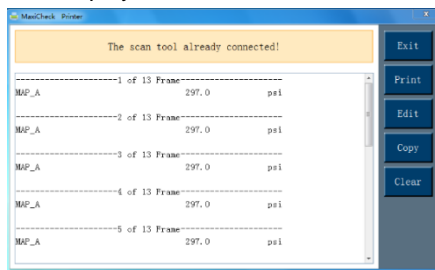 MaxiCheck Printer
The scan tool already connected!
--------------------1 of 13 Frame--------------------
MAP_A 297.0 psi
--------------------2 of 13 Frame--------------------
MAP_A 297.0 psi
--------------------3 of 13 Frame--------------------
MAP_A 297.0 psi
--------------------4 of 13 Frame--------------------
MAP_A 297.0 psi
--------------------5 of 13 Frame--------------------
MAP_A 297.0 psi
Exit
Print
Edit
Copy
Clear